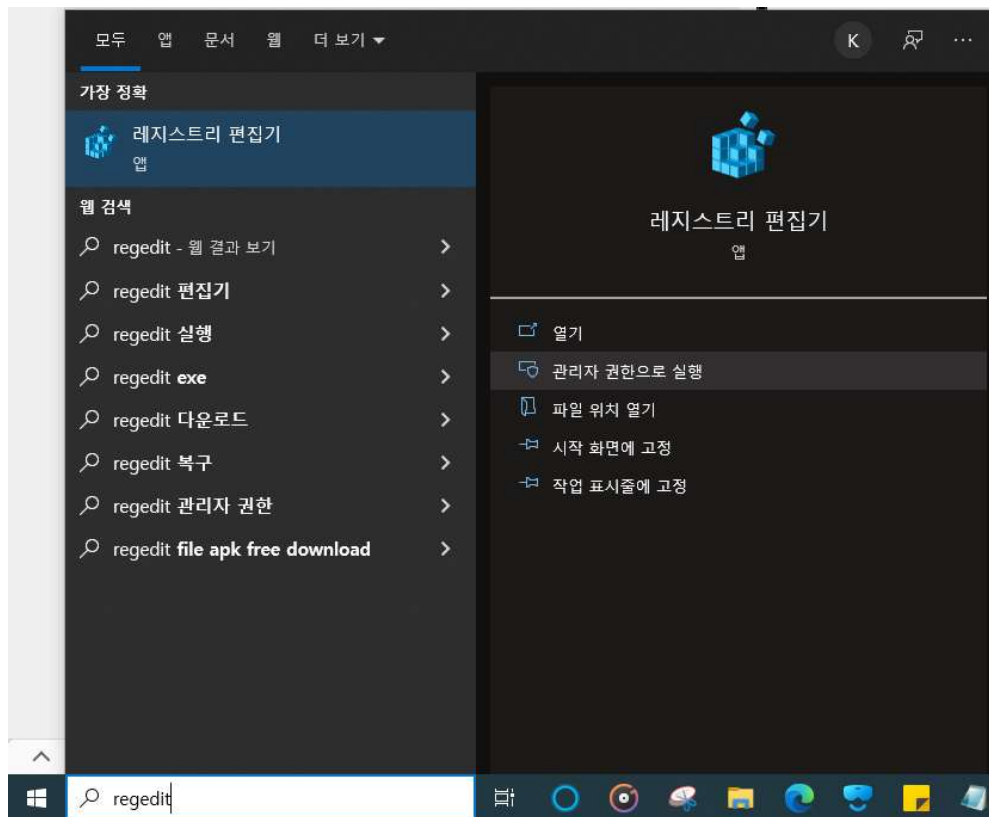 모두 앱 문서 웹 더 보기
K
가장 정확
레지스트리 편집기
앱
웹 검색
regedit - 웹 결과 보기
regedit 편집기
regedit 실행
regedit exe
regedit 다운로드
regedit 복구
regedit 관리자 권한
regedit file apk free download
레지스트리 편집기
앱
열기
관리자 권한으로 실행
파일 위치 열기
시작 화면에 고정
작업 표시줄에 고정
regedit